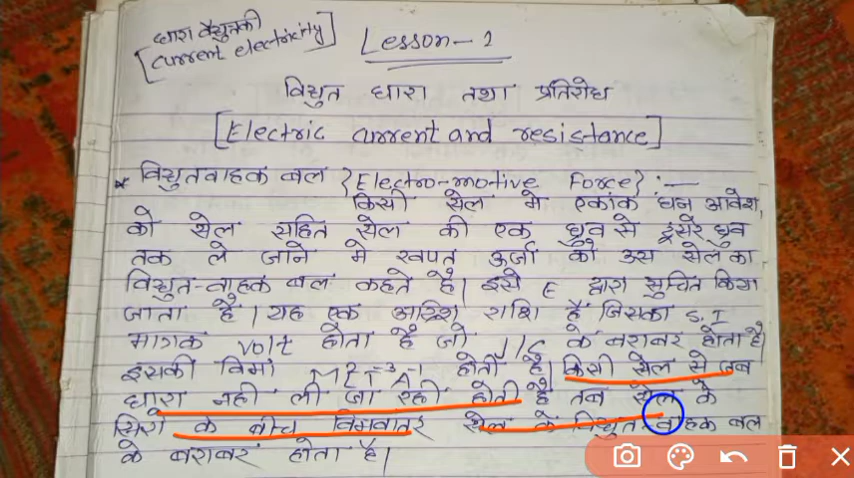 धारा वैद्युतकी
[current electricity]
Lesson-1
विद्युत धारा तथा प्रतिरोध
[Electric current and resistance]
* विद्युतवाहक बल {Electro-motive Force} :—
किसी सेल मे एकांक धन आवेश,
को सेल सहित सेल की एक ध्रुव से दूसरे ध्रुव
तक ले जाने मे खपत ऊर्जा को उस सेल का
विद्युत-वाहक बल कहते है। इसे E द्वारा सुचित किया
जाता है। यह एक अदिश राशि है जिसका S.I
मात्रक volt होता है जो J/C के बराबर होता है।
इसकी विमा ML²T⁻³A⁻¹ होती है। किसी सेल से जब
धारा नही ली जा रही होती है तब सेल के
सिरो के बीच विभवांतर सेल के विद्युत वाहक बल
के बराबर होता है।